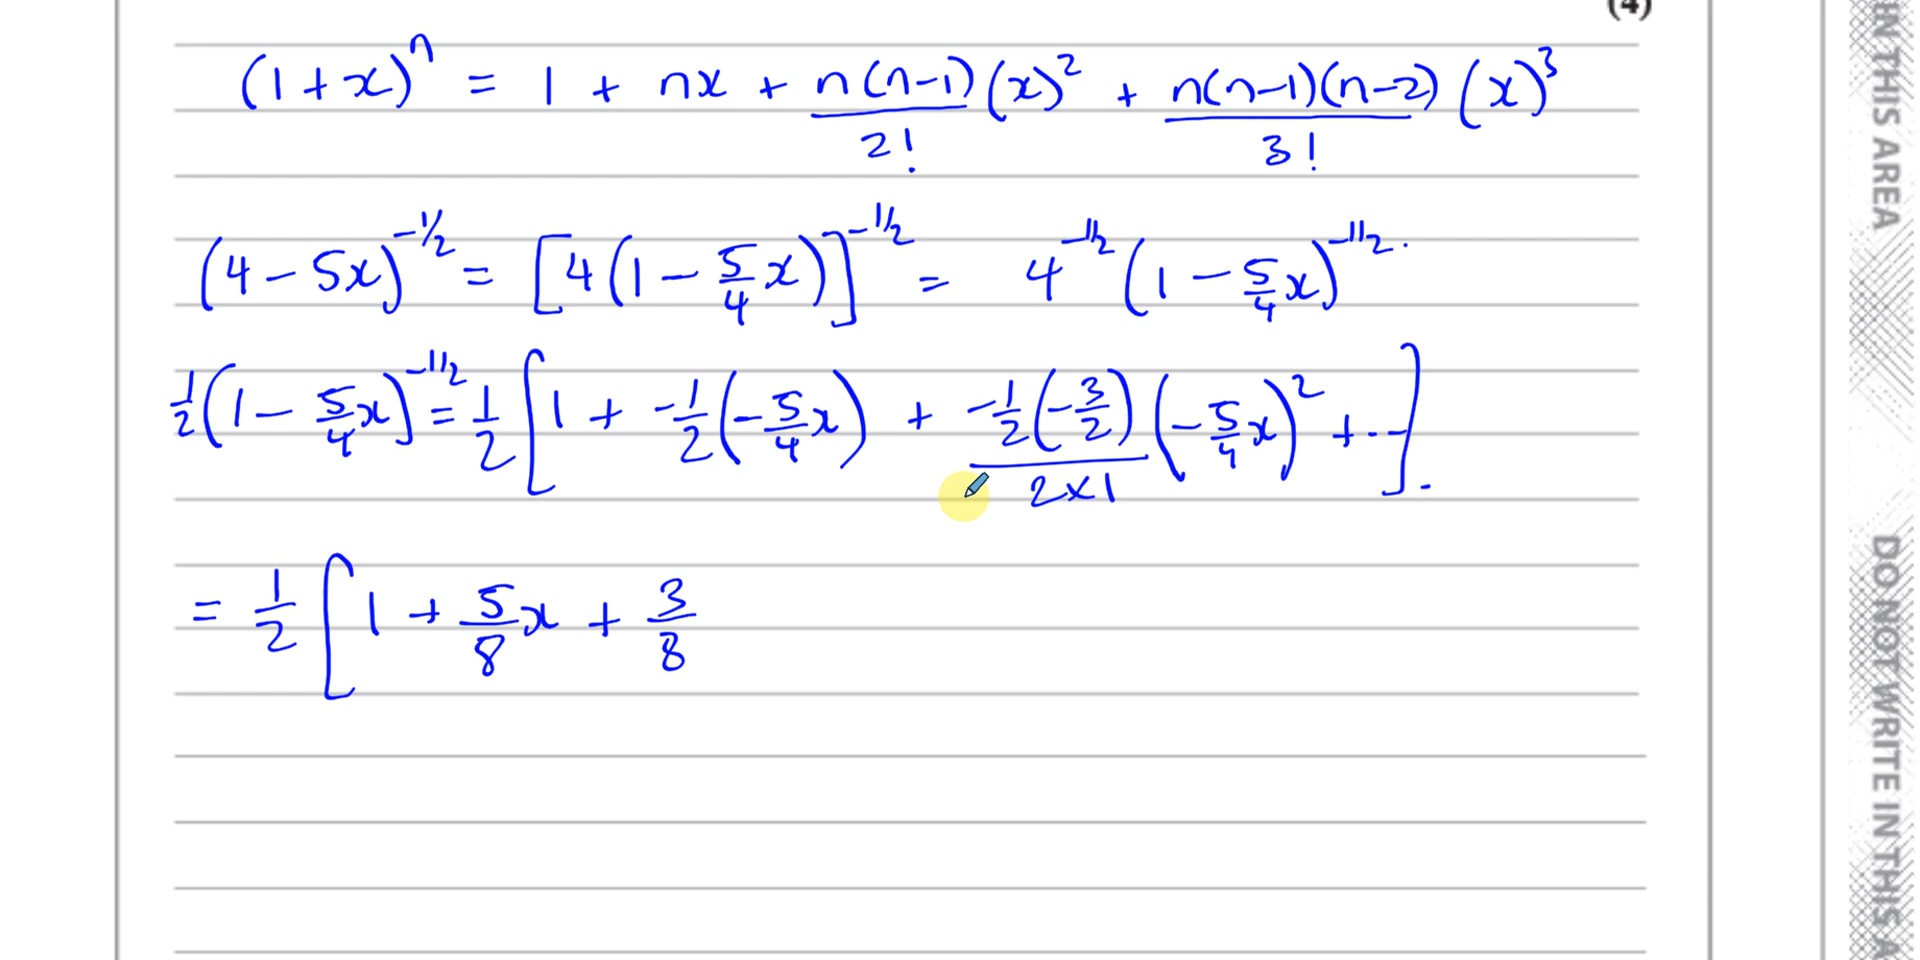 (4)
(1+x)^n = 1 + nx + n(n-1)/2! (x)^2 + n(n-1)(n-2)/3! (x)^3
(4-5x)^-1/2 = [4(1-5/4 x)]^-1/2 = 4^-1/2 (1-5/4 x)^-1/2.
1/2 (1-5/4 x)^-1/2 = 1/2 [1 + -1/2 (-5/4 x) + -1/2 (-3/2)/2×1 (-5/4 x)^2 + ...].
= 1/2 [1 + 5/8 x + 3/8
IN THIS AREA
DO NOT WRITE IN THIS A